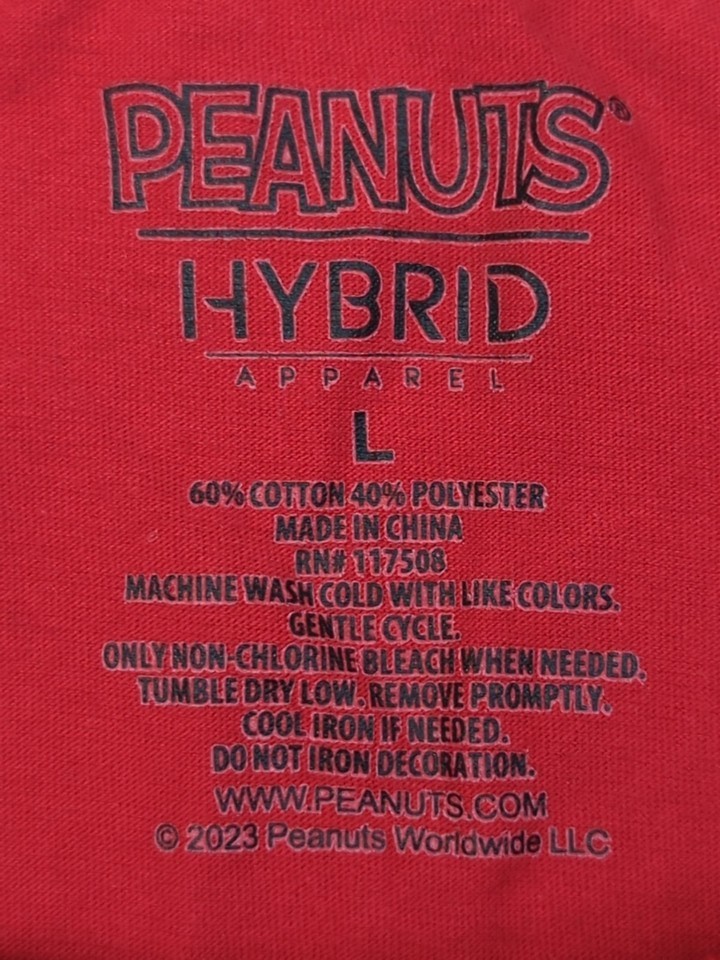 PEANUTS®
HYBRID
APPAREL
L
60% COTTON 40% POLYESTER
MADE IN CHINA
RN# 117508
MACHINE WASH COLD WITH LIKE COLORS.
GENTLE CYCLE.
ONLY NON-CHLORINE BLEACH WHEN NEEDED.
TUMBLE DRY LOW. REMOVE PROMPTLY.
COOL IRON IF NEEDED.
DO NOT IRON DECORATION.
WWW.PEANUTS.COM
© 2023 Peanuts Worldwide LLC